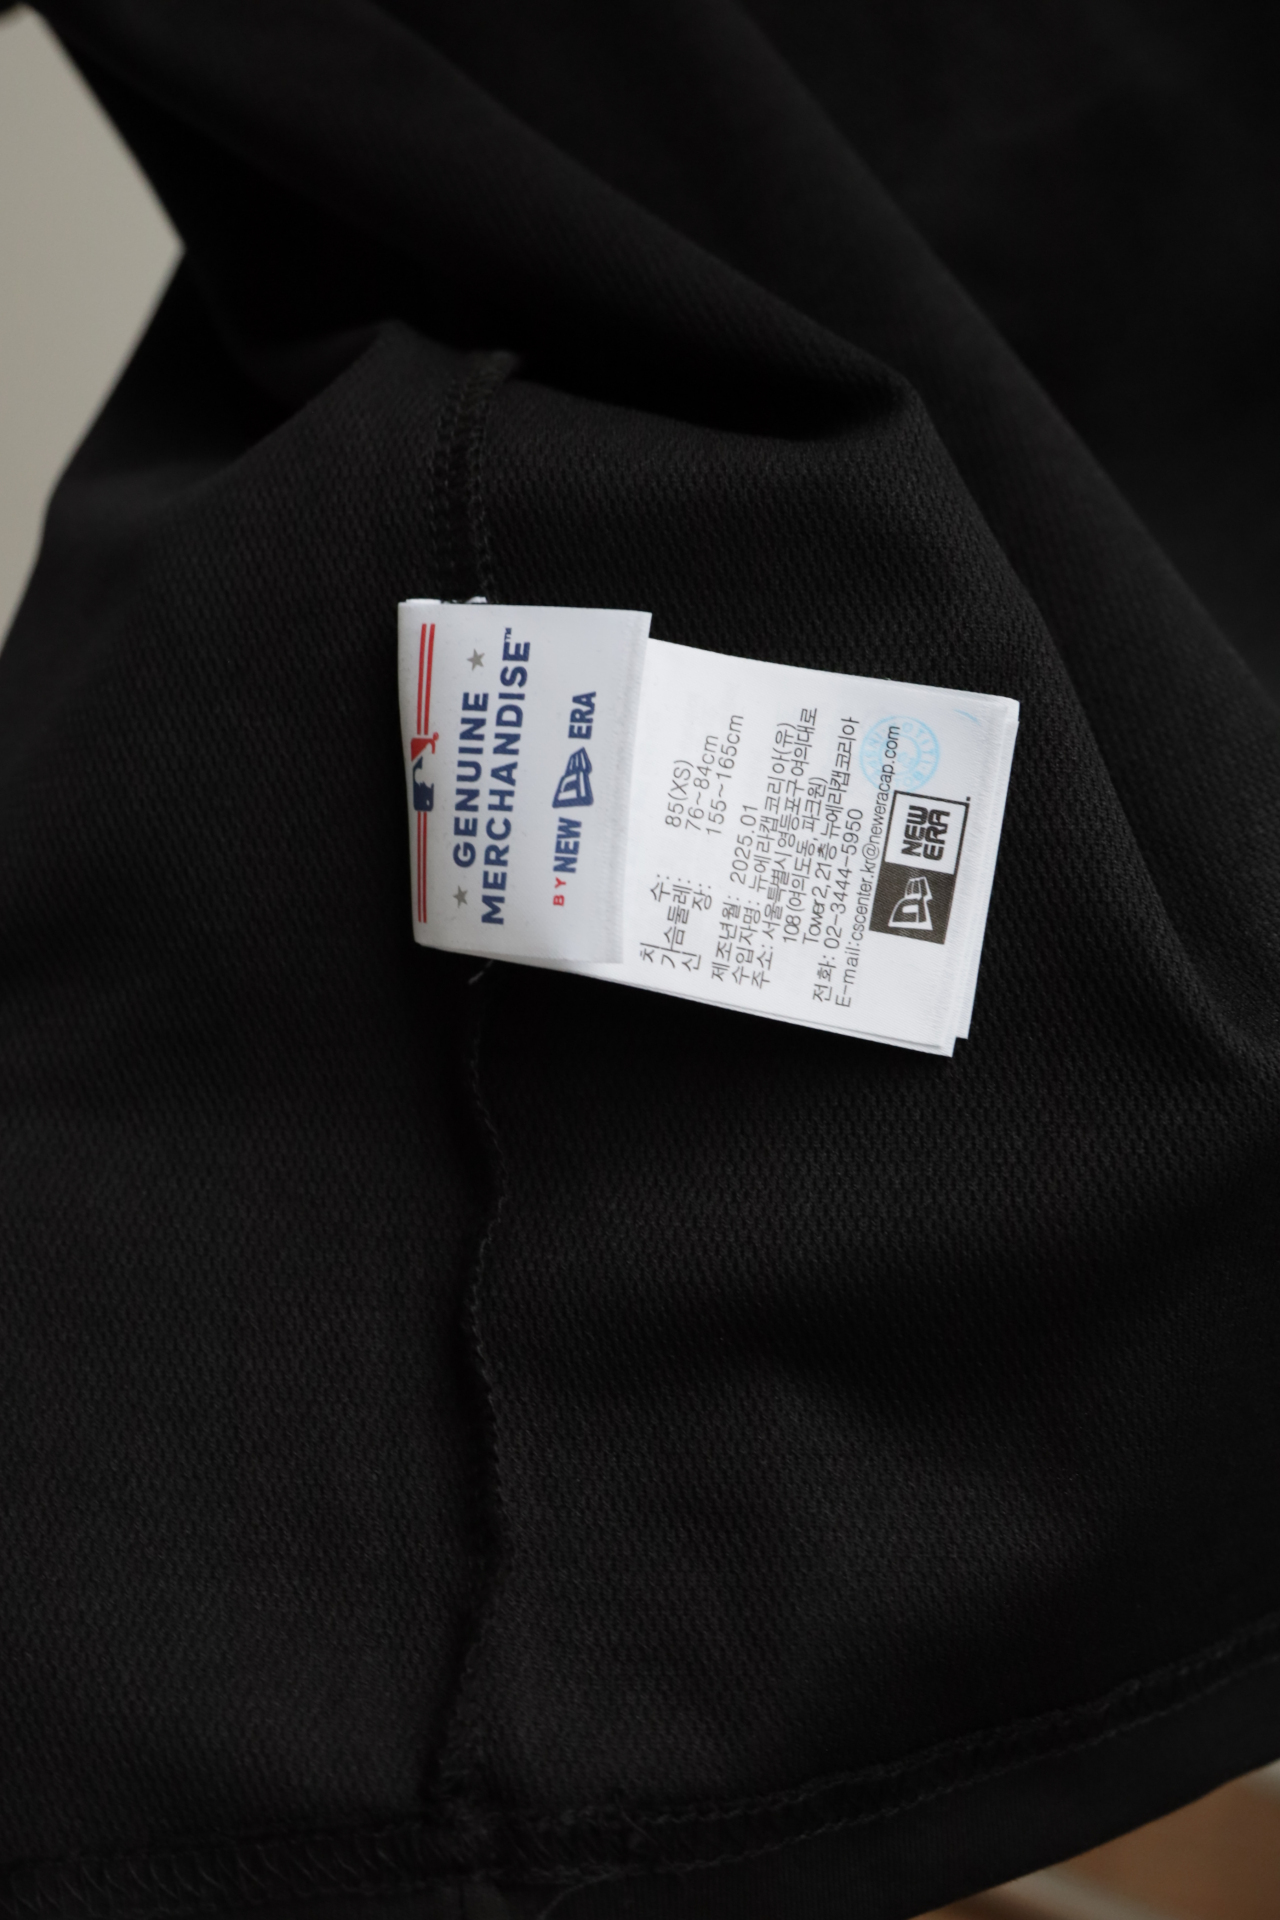 GENUINE
MERCHANDISE™
BY NEW ERA
치 수: 85(XS)
가슴둘레: 76~84cm
신 장: 155~165cm
제조년월: 2025.01
수입자명: 뉴에라캡코리아(유)
주소: 서울특별시 영등포구 여의대로
108 (여의도동, 파크원)
Tower 2, 21층 뉴에라캡코리아
전화: 02-3444-5950
E-mail:cscenter.kr@neweracap.com
NEW
ERA